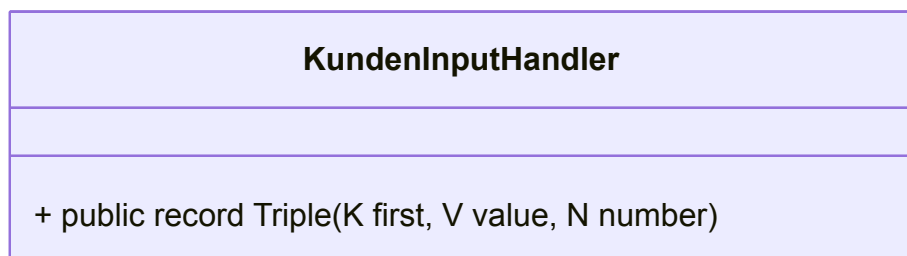 KundenInputHandler
+ public record Triple(K first, V value, N number)